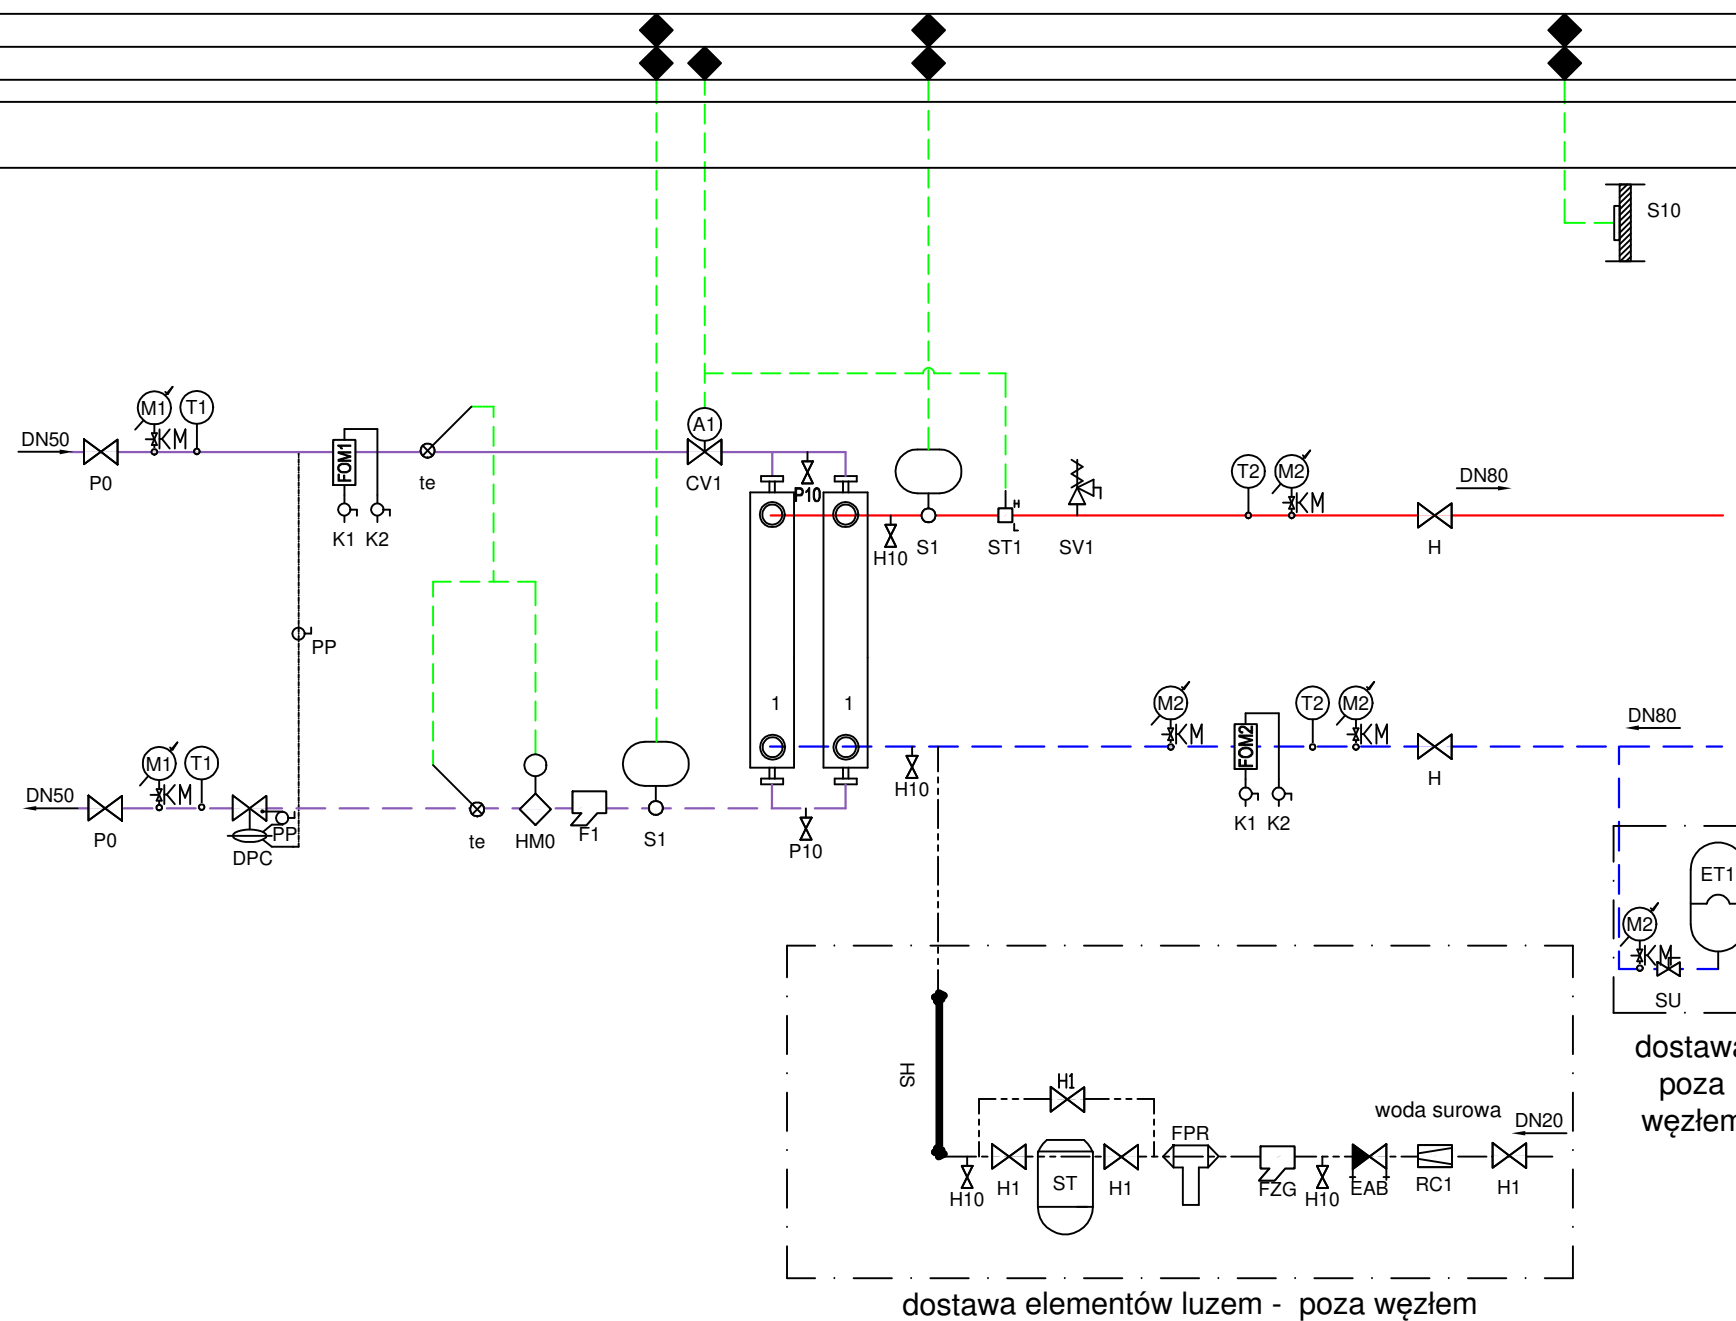 S10
M1
T1
KM
DN50
P0
FOM1
K1 K2
te
A1
CV1
P10
H10
S1
H
L
ST1
SV1
T2
M2
KM
DN80
H
PP
1
1
M2
KM
FOM2
K1 K2
T2
M2
KM
H
DN80
H10
M1
T1
KM
DN50
P0
PP
DPC
te
HM0
F1
S1
P10
ET1
M2
KM
SU
dostawa
poza
węzłem
SH
H1
woda surowa
DN20
FPR
H10
H1
ST
H1
FZG
H10
EAB
RC1
H1
dostawa elementów luzem - poza węzłem